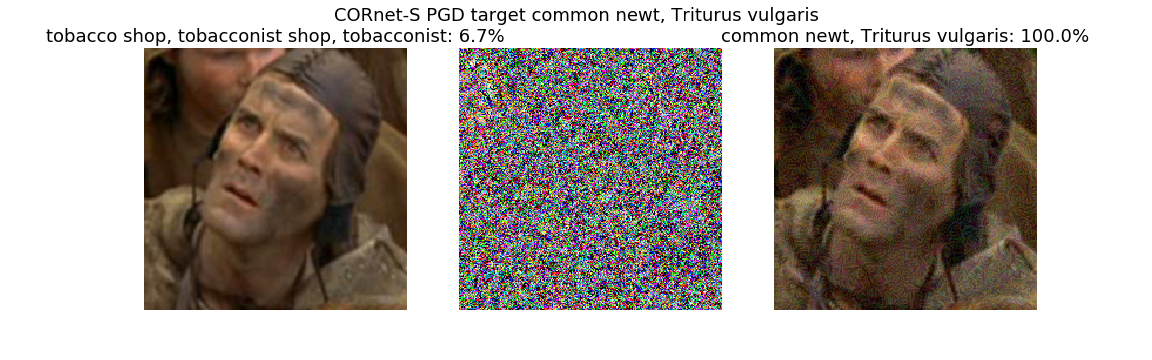 CORnet-S PGD target common newt, Triturus vulgaris
tobacco shop, tobacconist shop, tobacconist: 6.7%
common newt, Triturus vulgaris: 100.0%